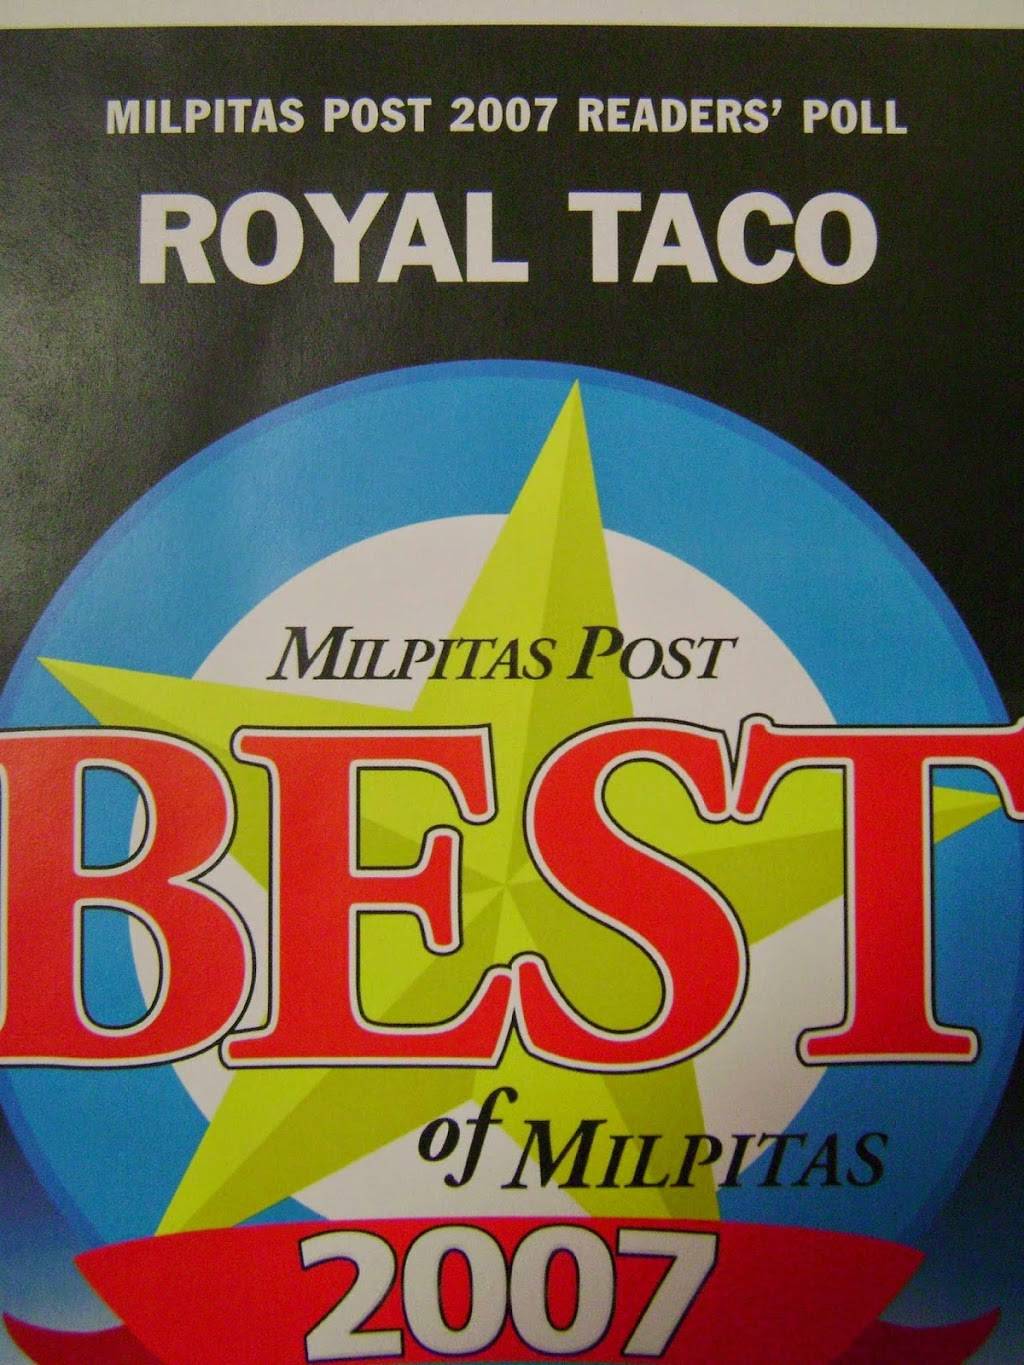 MILPITAS POST 2007 READERS' POLL
ROYAL TACO
MILPITAS POST
BEST
of MILPITAS
2007